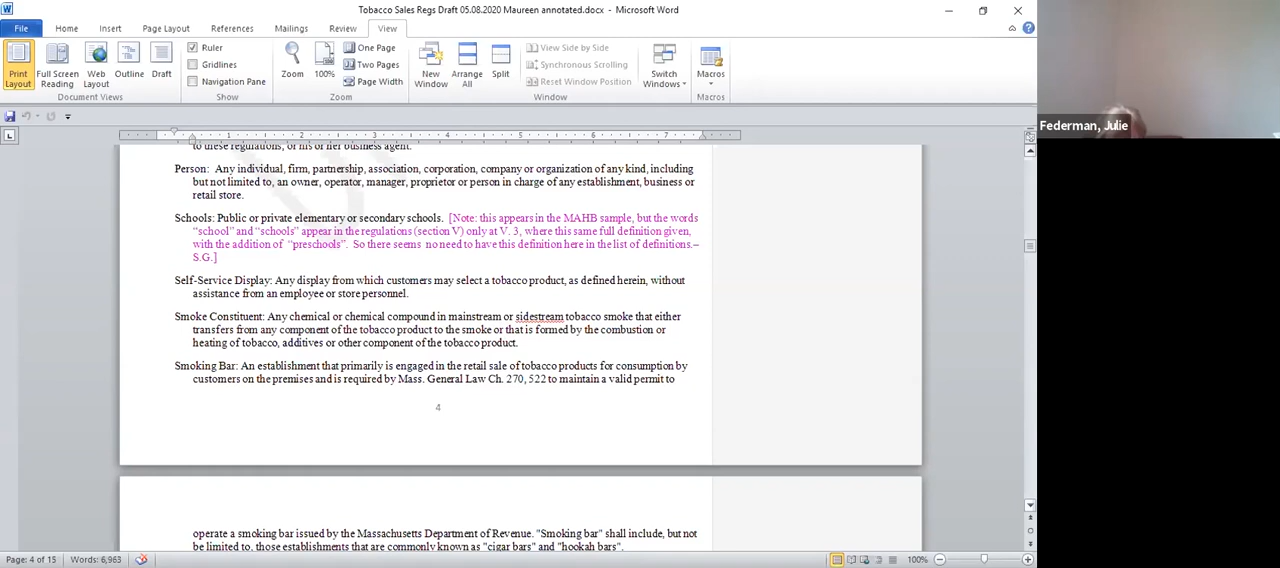 Tobacco Sales Regs Draft 05.08.2020 Maureen annotated.docx - Microsoft Word
File Home Insert Page Layout References Mailings Review View
Print Layout
Full Screen Reading
Web Layout
Outline
Draft
Document Views
Ruler
Gridlines
Navigation Pane
Show
Zoom
100%
One Page
Two Pages
Page Width
Zoom
New Window
Arrange All
Split
View Side by Side
Synchronous Scrolling
Reset Window Position
Window
Switch Windows
Macros
Macros
Federman, Julie
1 2 3 4 5 6 7
to these regulations, or his or her business agent.
Person: Any individual, firm, partnership, association, corporation, company or organization of any kind, including
but not limited to, an owner, operator, manager, proprietor or person in charge of any establishment, business or
retail store.
Schools: Public or private elementary or secondary schools. [Note: this appears in the MAHB sample, but the words
“school” and “schools” appear in the regulations (section V) only at V. 3, where this same full definition given,
with the addition of “preschools”. So there seems no need to have this definition here in the list of definitions.–
S.G.]
Self-Service Display: Any display from which customers may select a tobacco product, as defined herein, without
assistance from an employee or store personnel.
Smoke Constituent: Any chemical or chemical compound in mainstream or sidestream tobacco smoke that either
transfers from any component of the tobacco product to the smoke or that is formed by the combustion or
heating of tobacco, additives or other component of the tobacco product.
Smoking Bar: An establishment that primarily is engaged in the retail sale of tobacco products for consumption by
customers on the premises and is required by Mass. General Law Ch. 270, 522 to maintain a valid permit to
4
operate a smoking bar issued by the Massachusetts Department of Revenue. "Smoking bar" shall include, but not
be limited to, those establishments that are commonly known as "cigar bars" and "hookah bars".
Page: 4 of 15 Words: 6,963 100%